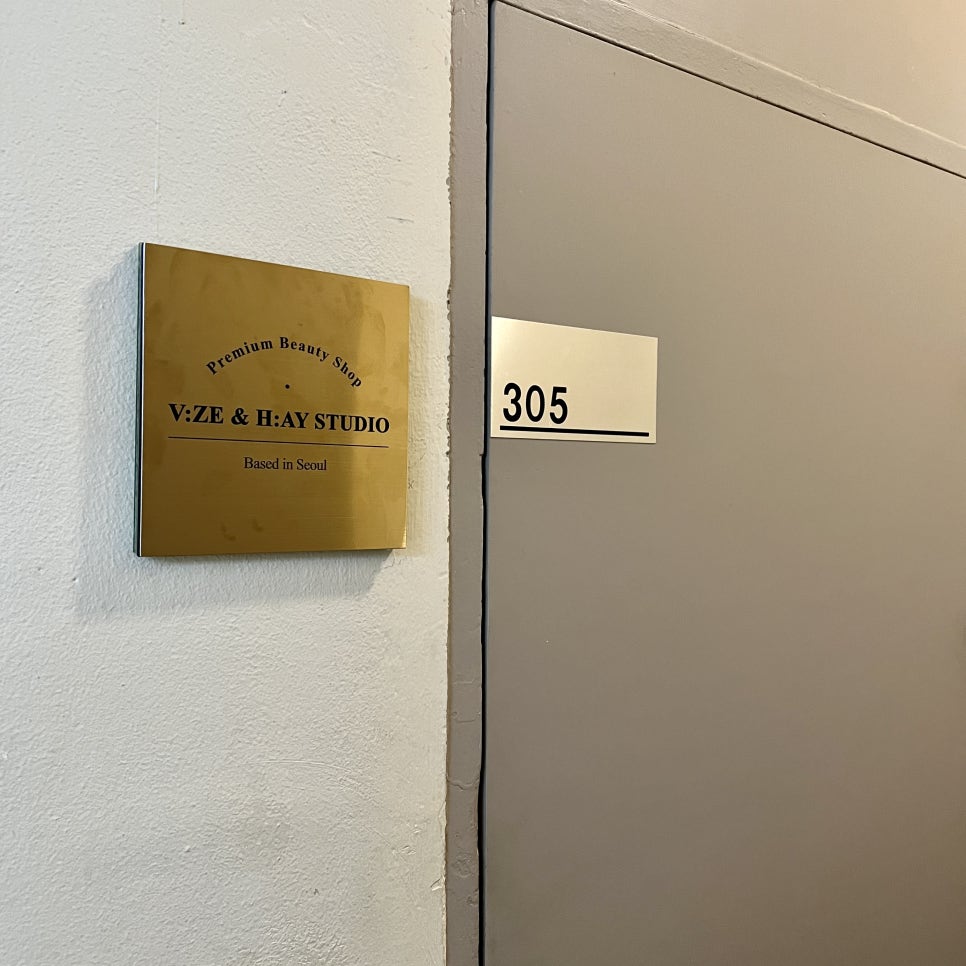 Premium Beauty Shop
•
V:ZE & H:AY STUDIO
Based in Seoul
305